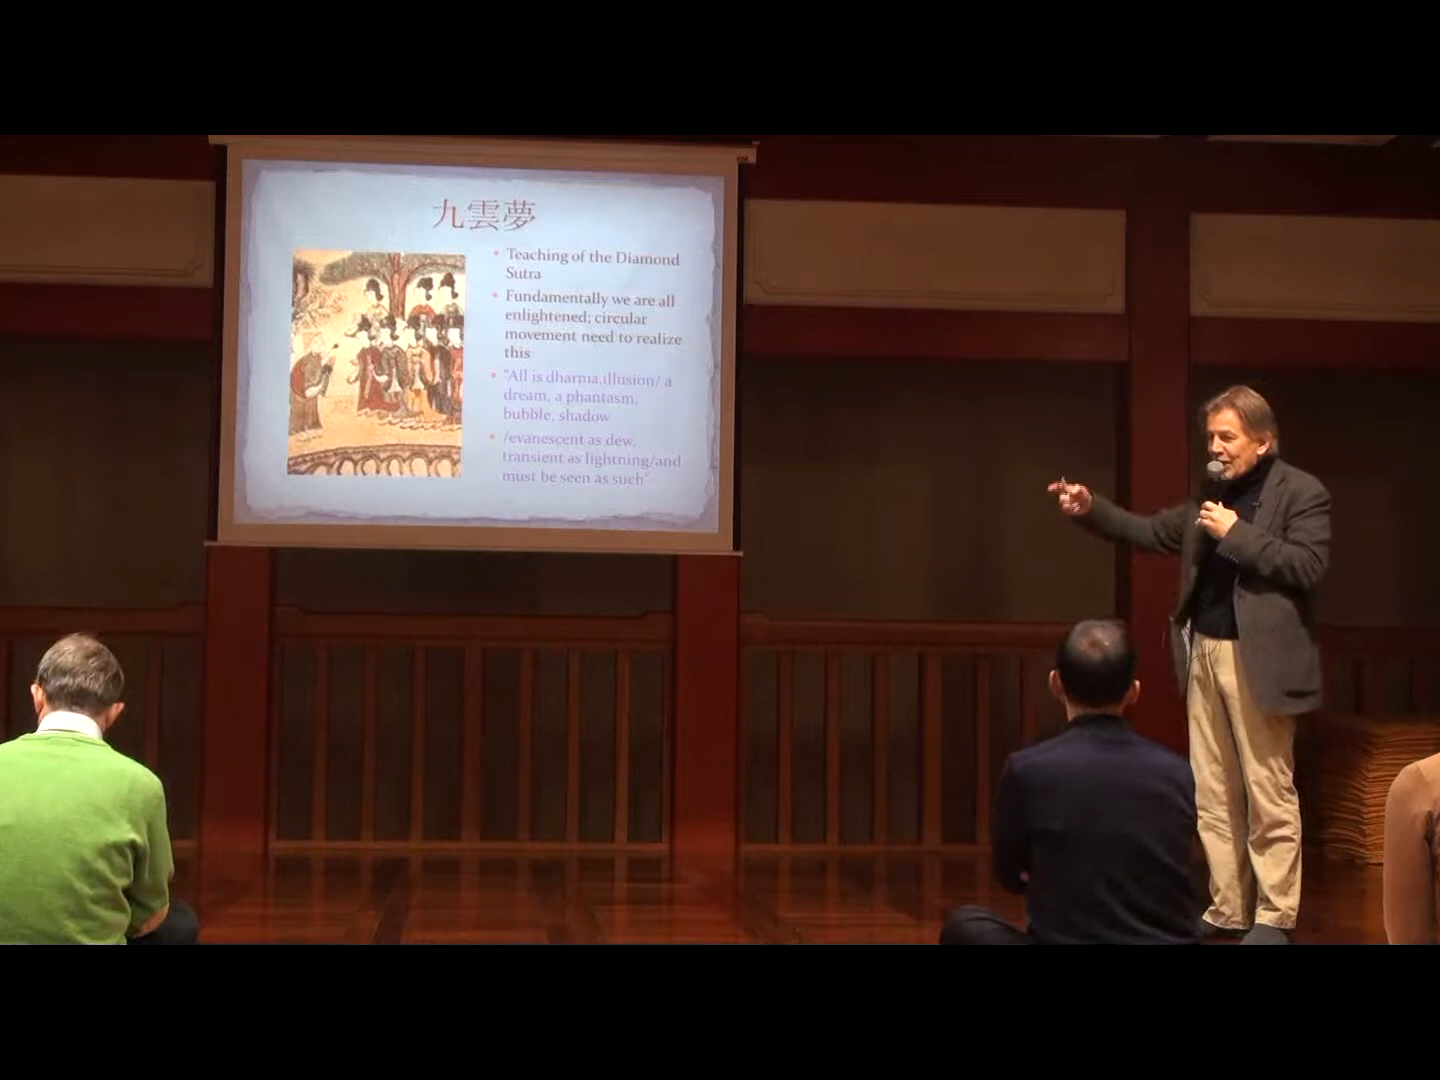 九雲夢
• Teaching of the Diamond
Sutra
• Fundamentally we are all
enlightened; circular
movement need to realize
this
• "All is dharma,illusion/ a
dream, a phantasm,
bubble, shadow
• /evanescent as dew,
transient as lightning/and
must be seen as such"